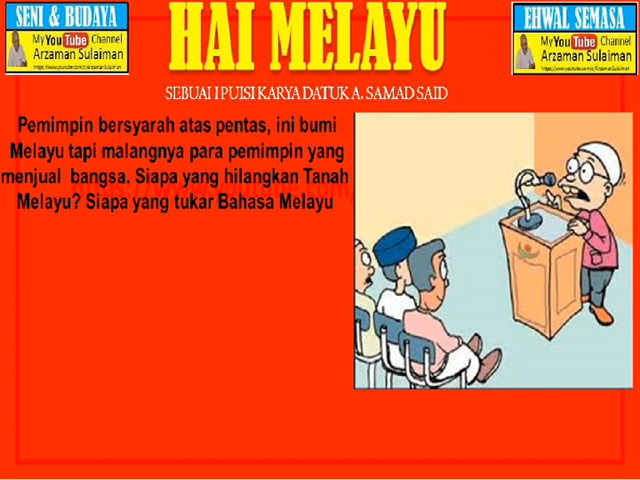 SENI & BUDAYA
My YouTube Channel
Arzaman Sulaiman
HAI MELAYU
EHWAL SEMASA
My YouTube Channel
Arzaman Sulaiman
SEBUAI I PUISI KARYA DATUK A. SAMAD SAID
Pemimpin bersyarah atas pentas, ini bumi
Melayu tapi malangnya para pemimpin yang
menjual bangsa. Siapa yang hilangkan Tanah
Melayu? Siapa yang tukar Bahasa Melayu